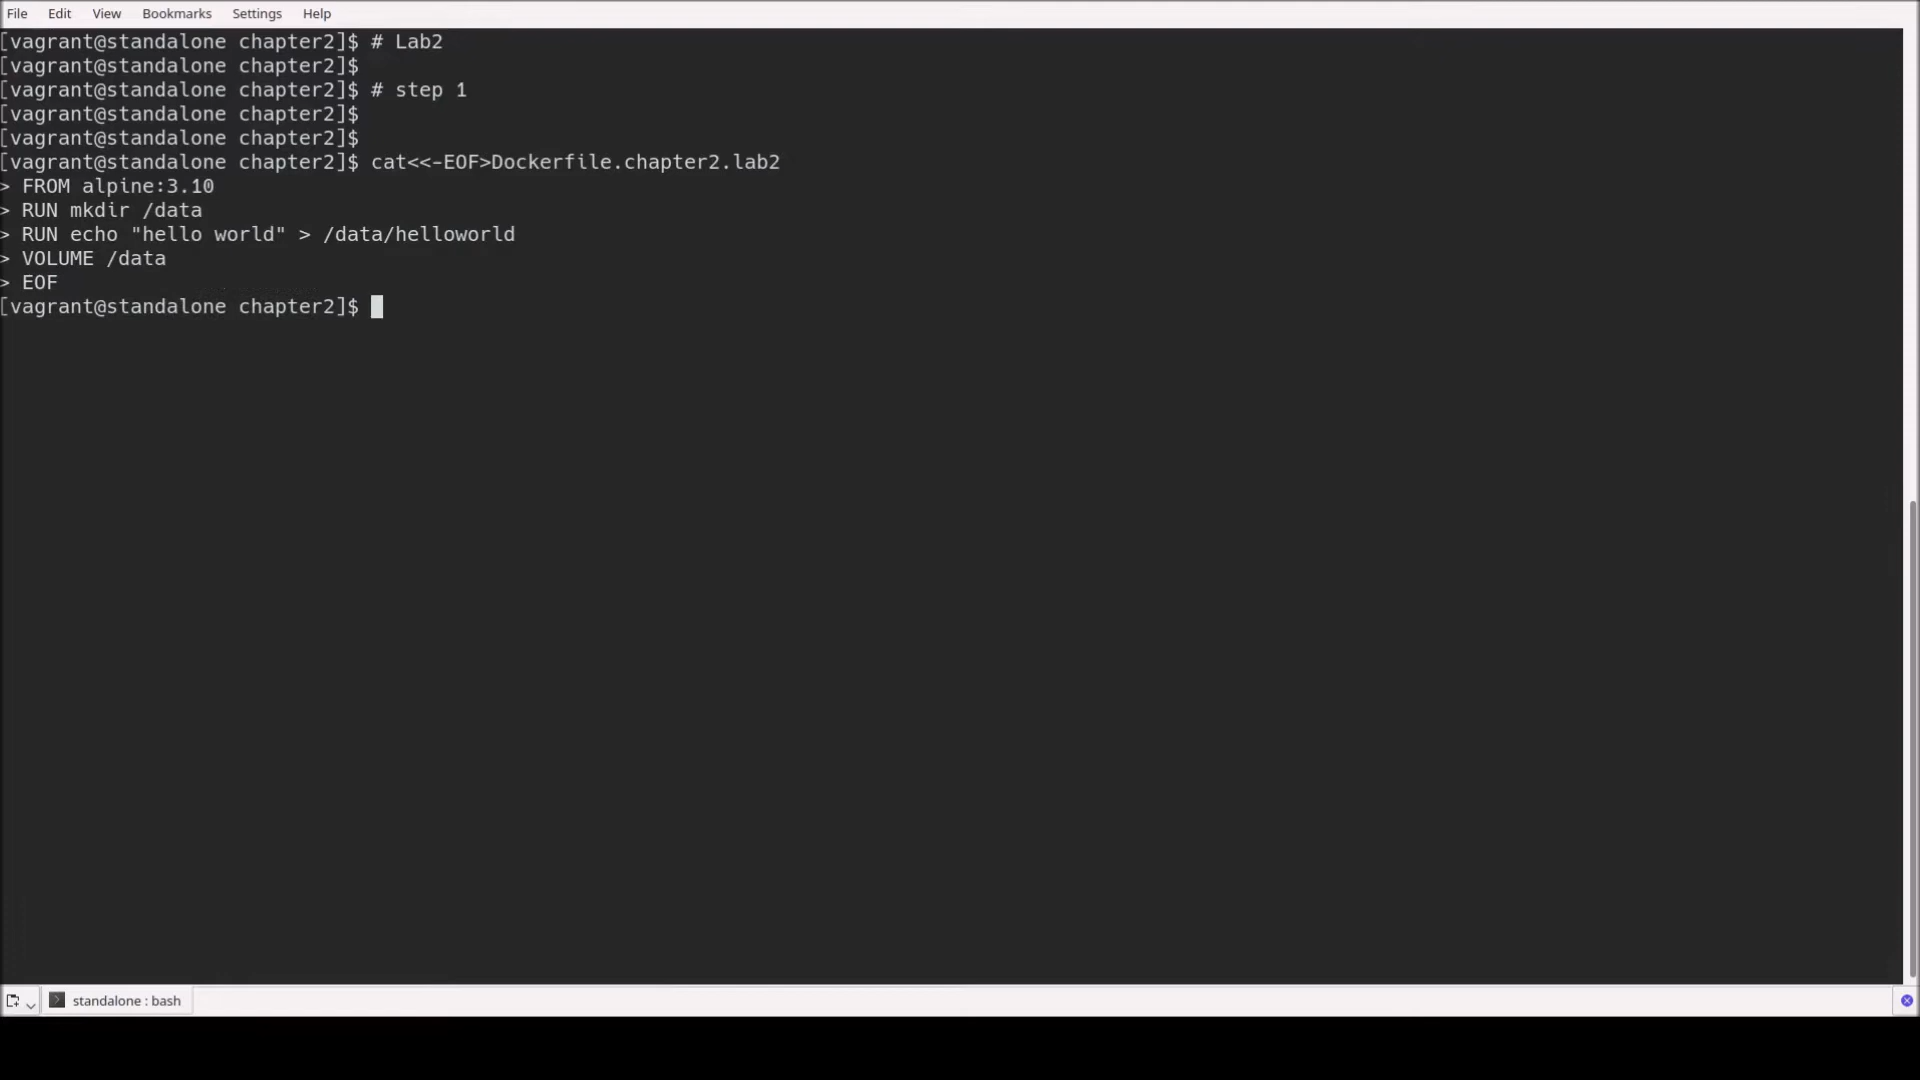 File Edit View Bookmarks Settings Help
[vagrant@standalone chapter2]$ # Lab2
[vagrant@standalone chapter2]$
[vagrant@standalone chapter2]$ # step 1
[vagrant@standalone chapter2]$
[vagrant@standalone chapter2]$
[vagrant@standalone chapter2]$ cat<<-EOF>Dockerfile.chapter2.lab2
> FROM alpine:3.10
> RUN mkdir /data
> RUN echo "hello world" > /data/helloworld
> VOLUME /data
> EOF
[vagrant@standalone chapter2]$
standalone : bash